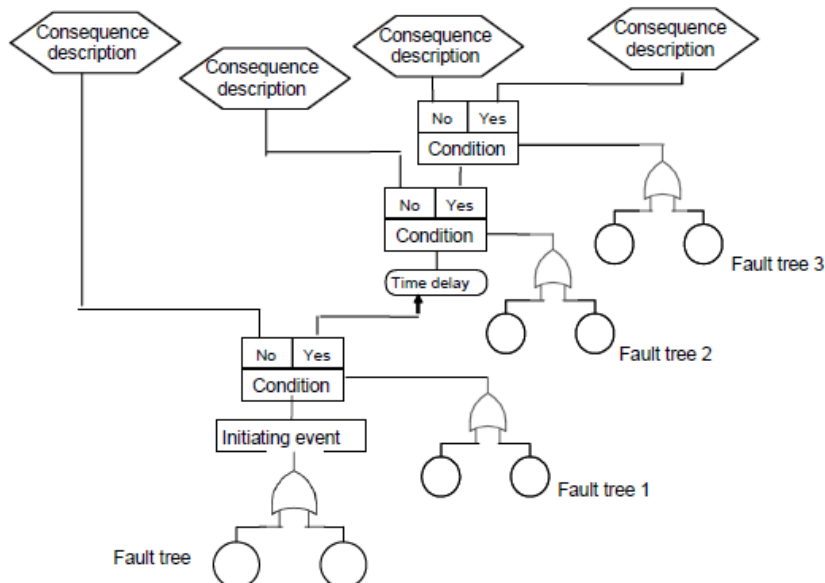 Consequence
description
Consequence
description
Consequence
description
Consequence
description
No Yes
Condition
No Yes
Condition
Fault tree 3
Time delay
No Yes
Condition
Fault tree 2
Initiating event
Fault tree 1
Fault tree